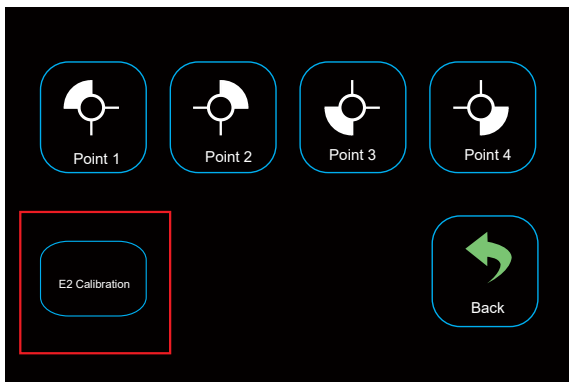 Point 1
Point 2
Point 3
Point 4
E2 Calibration
Back